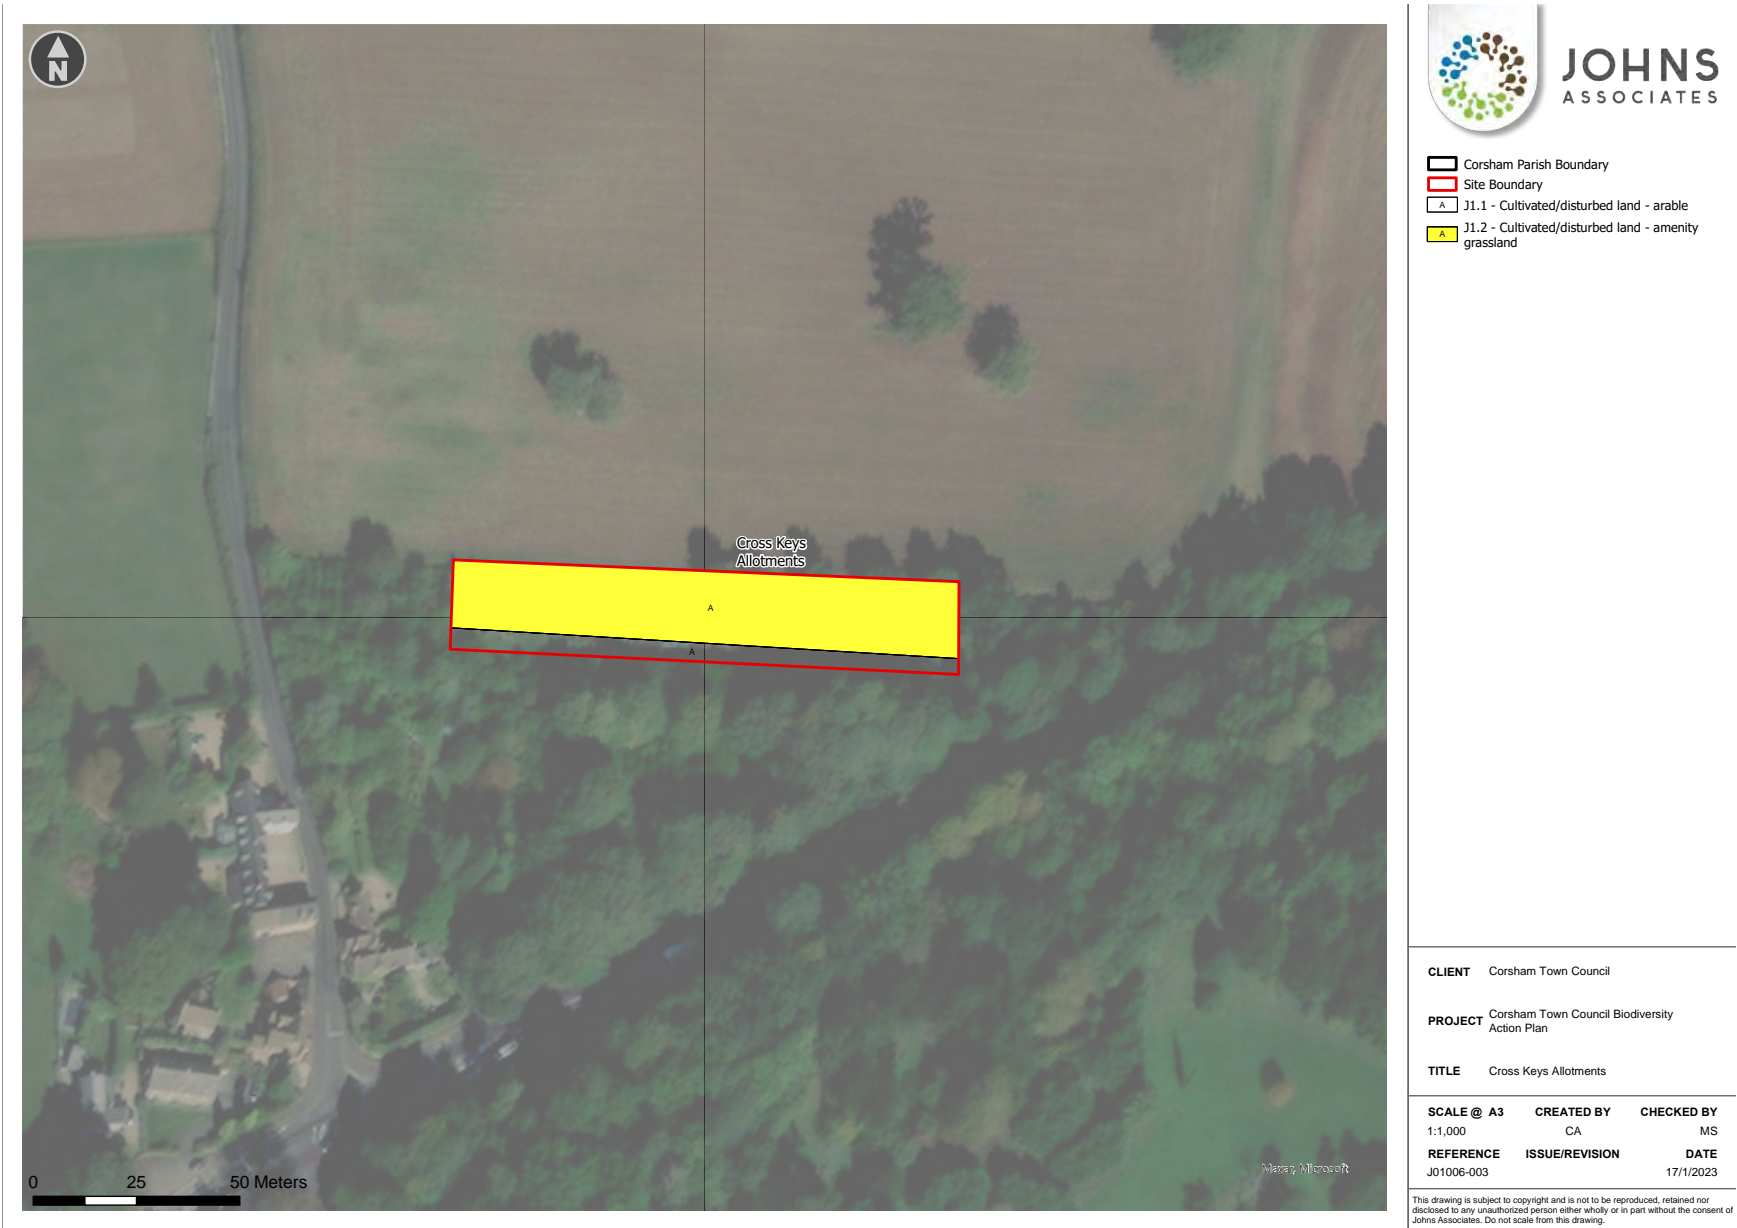 N
Cross Keys
Allotments
A
A
0 25 50 Meters
Maxar, Microsoft
JOHNS
ASSOCIATES
Corsham Parish Boundary
Site Boundary
A J1.1 - Cultivated/disturbed land - arable
A J1.2 - Cultivated/disturbed land - amenity
grassland
CLIENT Corsham Town Council
PROJECT Corsham Town Council Biodiversity
Action Plan
TITLE Cross Keys Allotments
SCALE @ A3 CREATED BY CHECKED BY
1:1,000 CA MS
REFERENCE ISSUE/REVISION DATE
J01006-003 17/1/2023
This drawing is subject to copyright and is not to be reproduced, retained nor
disclosed to any unauthorized person either wholly or in part without the consent of
Johns Associates. Do not scale from this drawing.